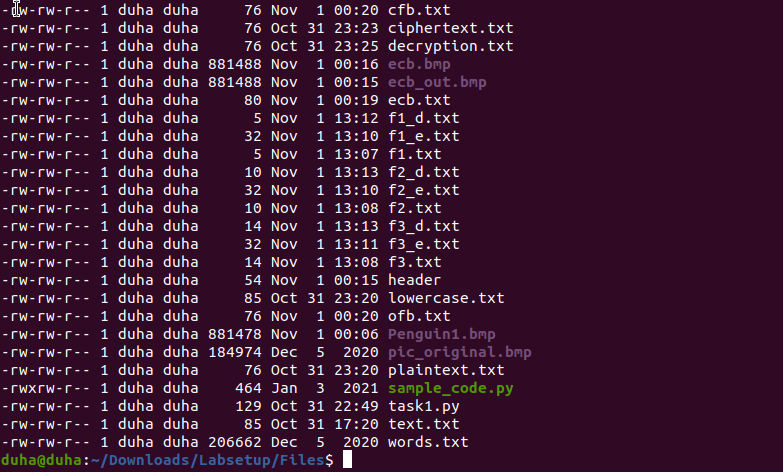 -rw-rw-r-- 1 duha duha     76 Nov  1 00:20 cfb.txt
-rw-rw-r-- 1 duha duha     76 Oct 31 23:23 ciphertext.txt
-rw-rw-r-- 1 duha duha     76 Oct 31 23:25 decryption.txt
-rw-rw-r-- 1 duha duha 881488 Nov  1 00:16 ecb.bmp
-rw-rw-r-- 1 duha duha 881488 Nov  1 00:15 ecb_out.bmp
-rw-rw-r-- 1 duha duha     80 Nov  1 00:19 ecb.txt
-rw-rw-r-- 1 duha duha      5 Nov  1 13:12 f1_d.txt
-rw-rw-r-- 1 duha duha     32 Nov  1 13:10 f1_e.txt
-rw-rw-r-- 1 duha duha      5 Nov  1 13:07 f1.txt
-rw-rw-r-- 1 duha duha     10 Nov  1 13:13 f2_d.txt
-rw-rw-r-- 1 duha duha     32 Nov  1 13:10 f2_e.txt
-rw-rw-r-- 1 duha duha     10 Nov  1 13:08 f2.txt
-rw-rw-r-- 1 duha duha     14 Nov  1 13:13 f3_d.txt
-rw-rw-r-- 1 duha duha     32 Nov  1 13:11 f3_e.txt
-rw-rw-r-- 1 duha duha     14 Nov  1 13:08 f3.txt
-rw-rw-r-- 1 duha duha     54 Nov  1 00:15 header
-rw-rw-r-- 1 duha duha     85 Oct 31 23:20 lowercase.txt
-rw-rw-r-- 1 duha duha     76 Nov  1 00:20 ofb.txt
-rw-rw-r-- 1 duha duha 881478 Nov  1 00:06 Penguin1.bmp
-rw-rw-r-- 1 duha duha 184974 Dec  5  2020 pic_original.bmp
-rw-rw-r-- 1 duha duha     76 Oct 31 23:20 plaintext.txt
-rwxrw-r-- 1 duha duha    464 Jan  3  2021 sample_code.py
-rw-rw-r-- 1 duha duha    129 Oct 31 22:49 task1.py
-rw-rw-r-- 1 duha duha     85 Oct 31 17:20 text.txt
-rw-rw-r-- 1 duha duha 206662 Dec  5  2020 words.txt
duha@duha:~/Downloads/Labsetup/Files$